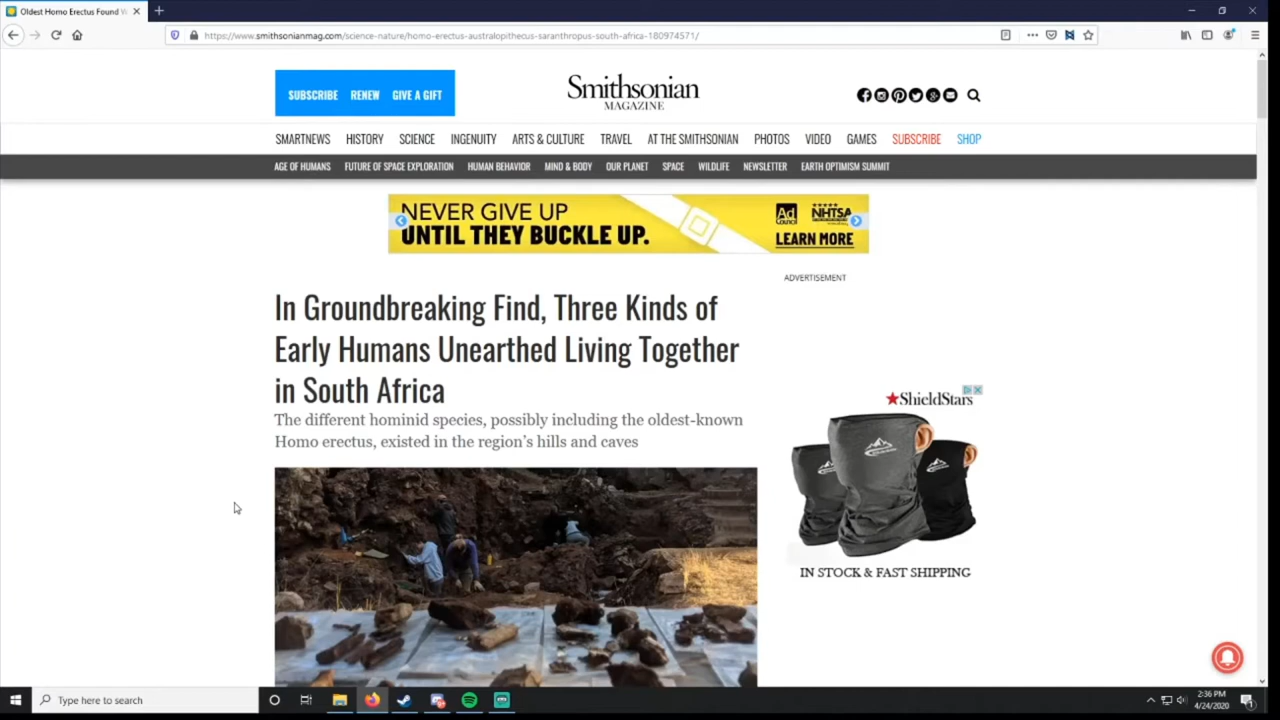 Oldest Homo Erectus Found
https://www.smithsonianmag.com/science-nature/homo-erectus-australopithecus-saranthropus-south-africa-180974571/
SUBSCRIBE RENEW GIVE A GIFT
Smithsonian
MAGAZINE
SMARTNEWS HISTORY SCIENCE INGENUITY ARTS & CULTURE TRAVEL AT THE SMITHSONIAN PHOTOS VIDEO GAMES SUBSCRIBE SHOP
AGE OF HUMANS FUTURE OF SPACE EXPLORATION HUMAN BEHAVIOR MIND & BODY OUR PLANET SPACE WILDLIFE NEWSLETTER EARTH OPTIMISM SUMMIT
NEVER GIVE UP
UNTIL THEY BUCKLE UP.
Ad Council
NHTSA
LEARN MORE
ADVERTISEMENT
In Groundbreaking Find, Three Kinds of
Early Humans Unearthed Living Together
in South Africa
The different hominid species, possibly including the oldest-known
Homo erectus, existed in the region's hills and caves
ShieldStars
IN STOCK & FAST SHIPPING
Type here to search
2:36 PM
4/24/2020